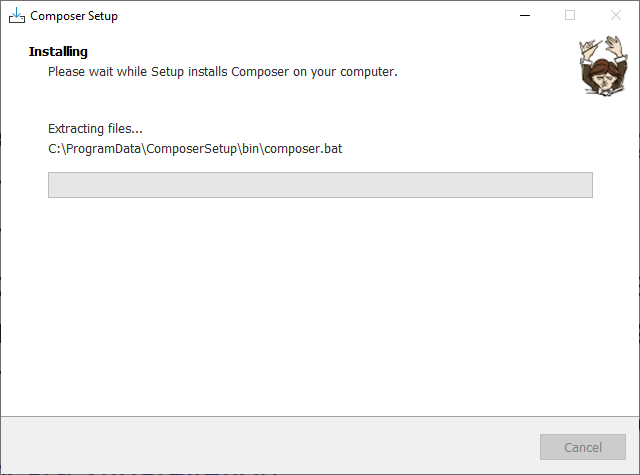 Composer Setup
Installing
Please wait while Setup installs Composer on your computer.
Extracting files...
C:\ProgramData\ComposerSetup\bin\composer.bat
Cancel